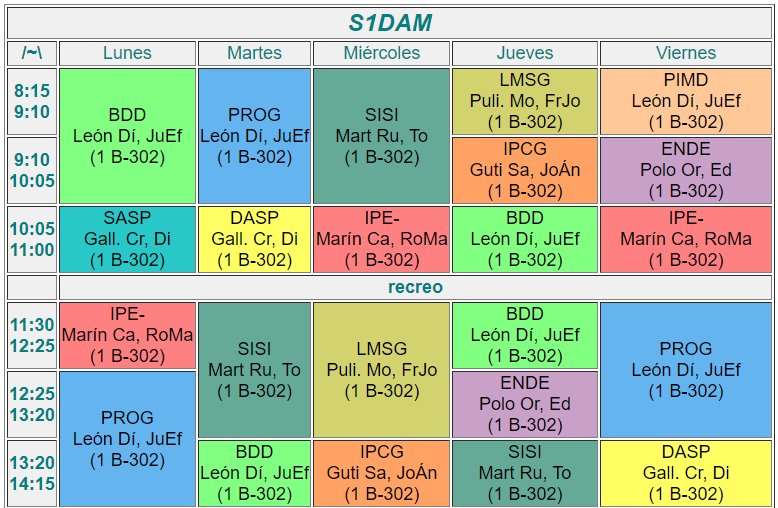 S1DAM
/~\ Lunes Martes Miércoles Jueves Viernes
8:15
9:10
BDD
León Dí, JuEf
(1 B-302)
PROG
León Dí, JuEf
(1 B-302)
SISI
Mart Ru, To
(1 B-302)
LMSG
Puli. Mo, FrJo
(1 B-302)
PIMD
León Dí, JuEf
(1 B-302)
9:10
10:05
IPCG
Guti Sa, JoÁn
(1 B-302)
ENDE
Polo Or, Ed
(1 B-302)
10:05
11:00
SASP
Gall. Cr, Di
(1 B-302)
DASP
Gall. Cr, Di
(1 B-302)
IPE-
Marín Ca, RoMa
(1 B-302)
BDD
León Dí, JuEf
(1 B-302)
IPE-
Marín Ca, RoMa
(1 B-302)
recreo
11:30
12:25
IPE-
Marín Ca, RoMa
(1 B-302)
SISI
Mart Ru, To
(1 B-302)
LMSG
Puli. Mo, FrJo
(1 B-302)
BDD
León Dí, JuEf
(1 B-302)
PROG
León Dí, JuEf
(1 B-302)
12:25
13:20
PROG
León Dí, JuEf
(1 B-302)
ENDE
Polo Or, Ed
(1 B-302)
13:20
14:15
BDD
León Dí, JuEf
(1 B-302)
IPCG
Guti Sa, JoÁn
(1 B-302)
SISI
Mart Ru, To
(1 B-302)
DASP
Gall. Cr, Di
(1 B-302)